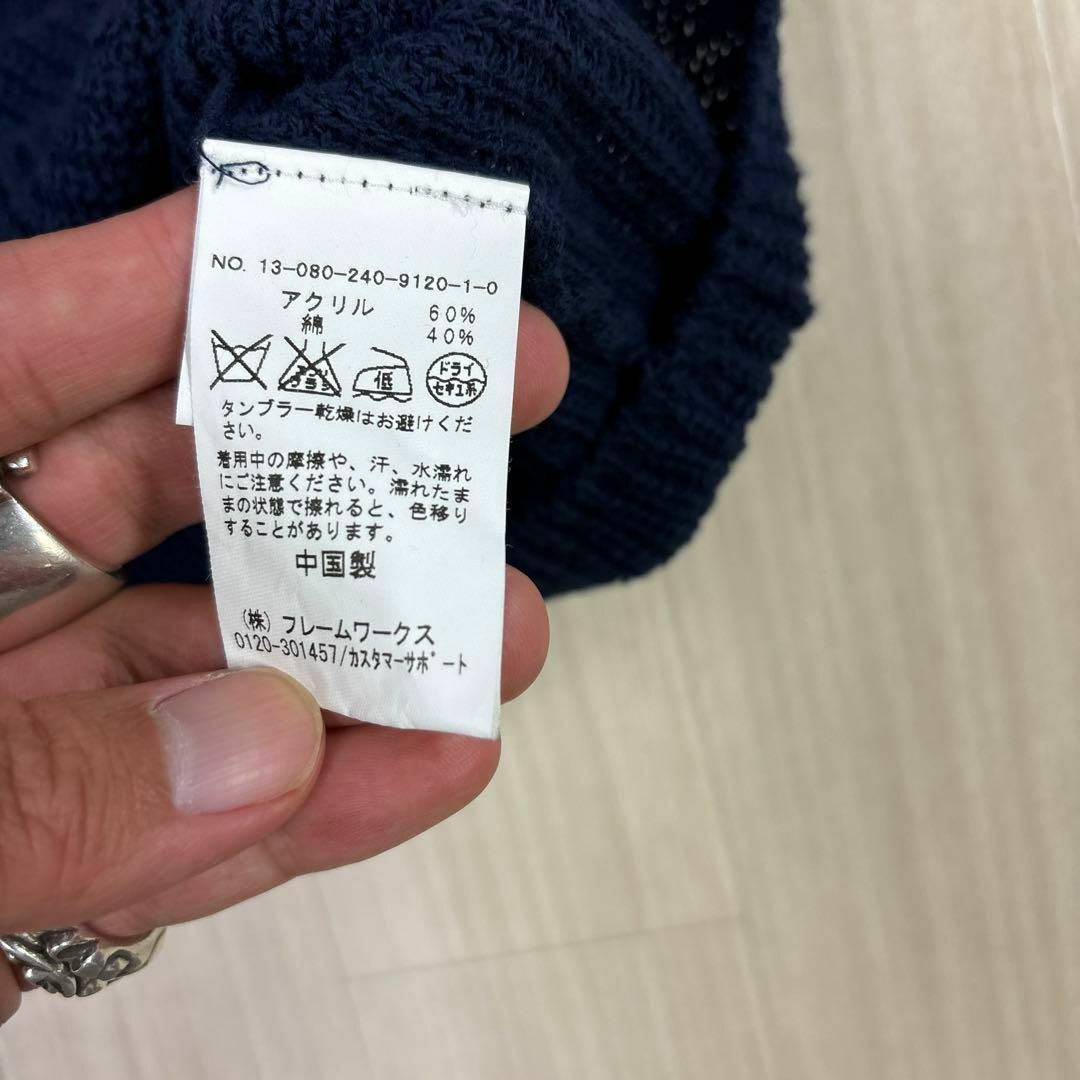 NO. 13-080-240-9120-1-0
アクリル 60%
綿 40%
低
ドライ
セキユ系
タンブラー乾燥はお避けくだ
さい。
着用中の摩擦や、汗、水濡れ
にご注意ください。濡れたま
まの状態で擦れると、色移り
することがあります。
中国製
(株) フレームワークス
0120-301457/カスタマーサポート